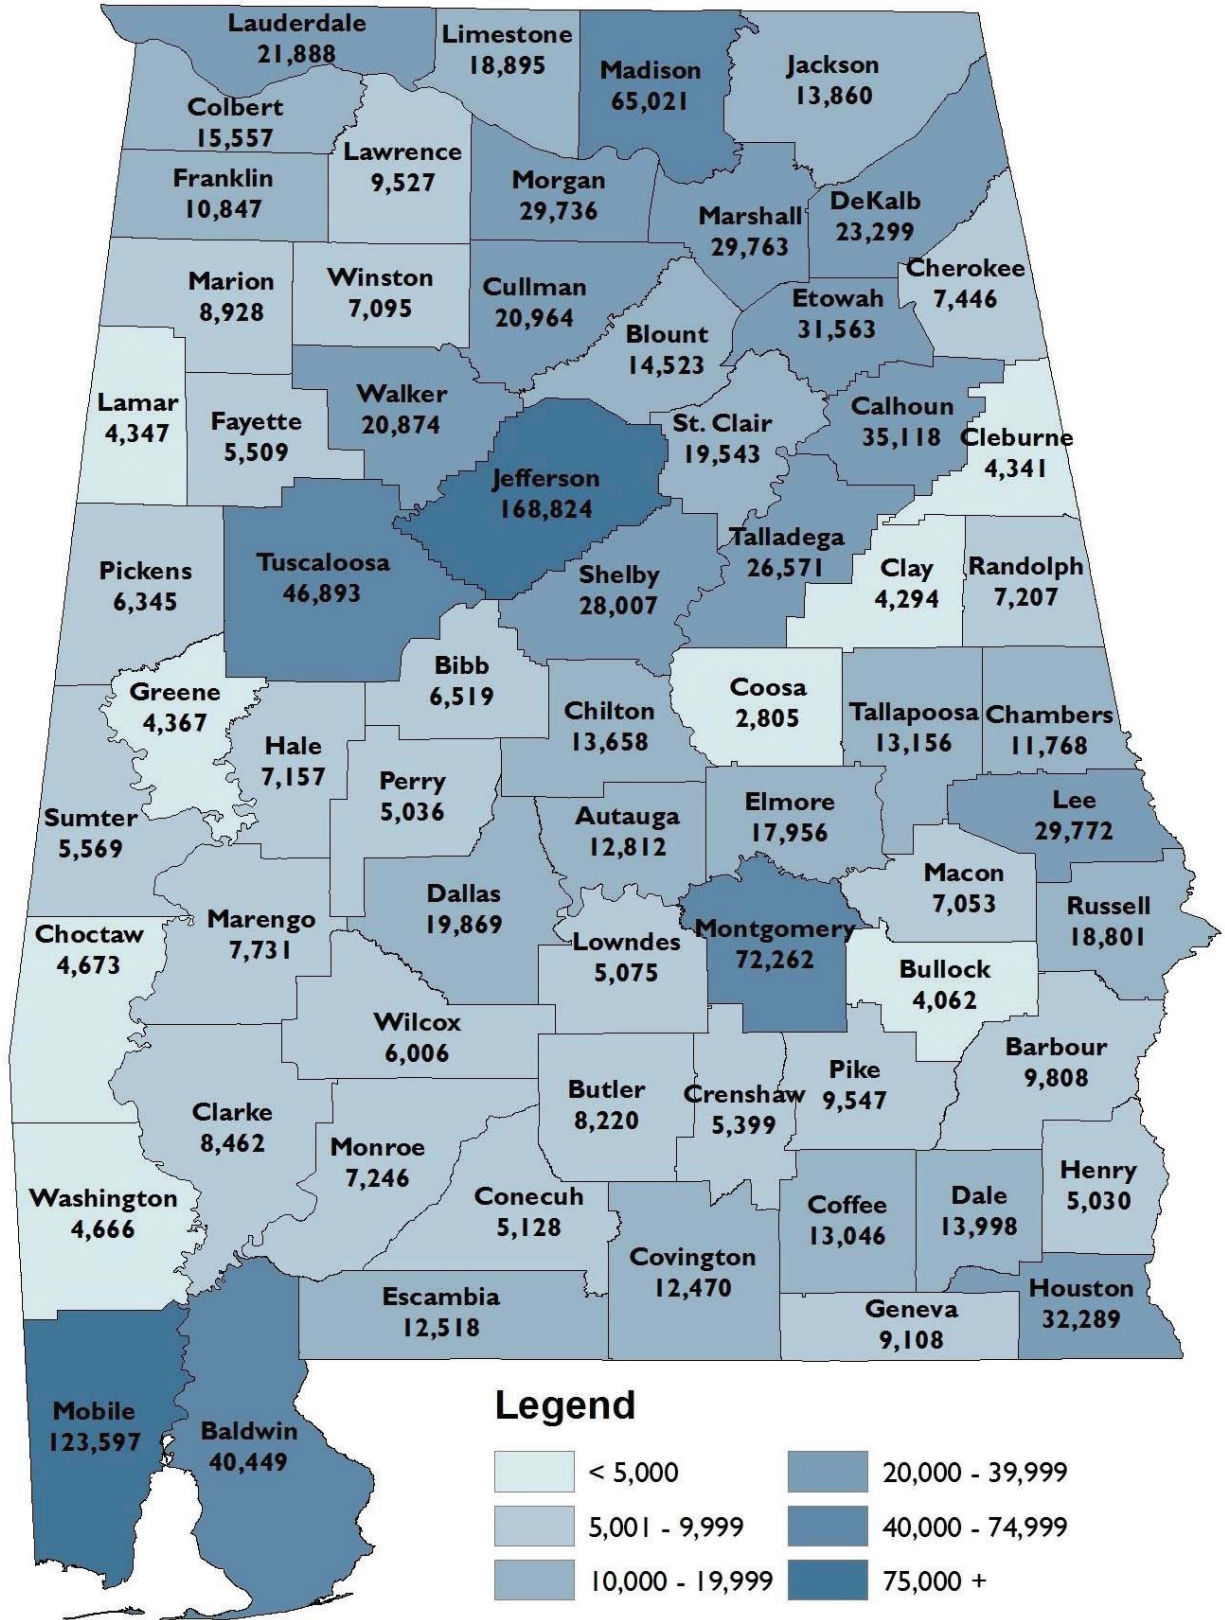 Lauderdale
21,888
Limestone
18,895
Madison
65,021
Jackson
13,860
Colbert
15,557
Lawrence
9,527
Franklin
10,847
Morgan
29,736
Marshall
29,763
DeKalb
23,299
Cherokee
7,446
Marion
8,928
Winston
7,095
Cullman
20,964
Etowah
31,563
Blount
14,523
Lamar
4,347
Fayette
5,509
Walker
20,874
St. Clair
19,543
Calhoun
35,118
Cleburne
4,341
Jefferson
168,824
Pickens
6,345
Tuscaloosa
46,893
Shelby
28,007
Talladega
26,571
Clay
4,294
Randolph
7,207
Greene
4,367
Bibb
6,519
Hale
7,157
Chilton
13,658
Coosa
2,805
Tallapoosa
13,156
Chambers
11,768
Sumter
5,569
Perry
5,036
Autauga
12,812
Elmore
17,956
Lee
29,772
Choctaw
4,673
Marengo
7,731
Dallas
19,869
Lowndes
5,075
Montgomery
72,262
Macon
7,053
Russell
18,801
Bullock
4,062
Wilcox
6,006
Butler
8,220
Crenshaw
5,399
Pike
9,547
Barbour
9,808
Clarke
8,462
Monroe
7,246
Washington
4,666
Conecuh
5,128
Covington
12,470
Coffee
13,046
Dale
13,998
Henry
5,030
Escambia
12,518
Geneva
9,108
Houston
32,289
Mobile
123,597
Baldwin
40,449
Legend
< 5,000
5,001 - 9,999
10,000 - 19,999
20,000 - 39,999
40,000 - 74,999
75,000 +